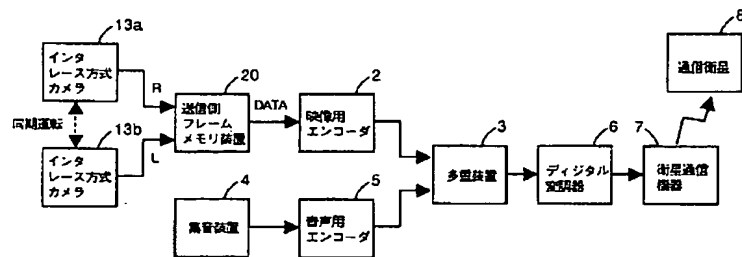 13a
インタ
レース方式
カメラ
同期運転
13b
インタ
レース方式
カメラ
R
L
20
送信側
フレーム
メモリ装置
DATA
2
映像用
エンコーダ
4
集音装置
5
音声用
エンコーダ
3
多重装置
6
ディジタル
変調器
7
衛星通信
機器
8
通信衛星